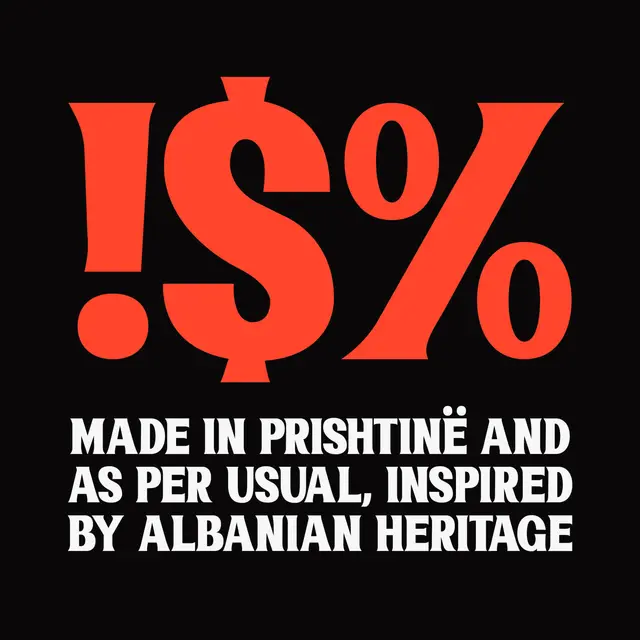 !$%
MADE IN PRISHTINË AND
AS PER USUAL, INSPIRED
BY ALBANIAN HERITAGE